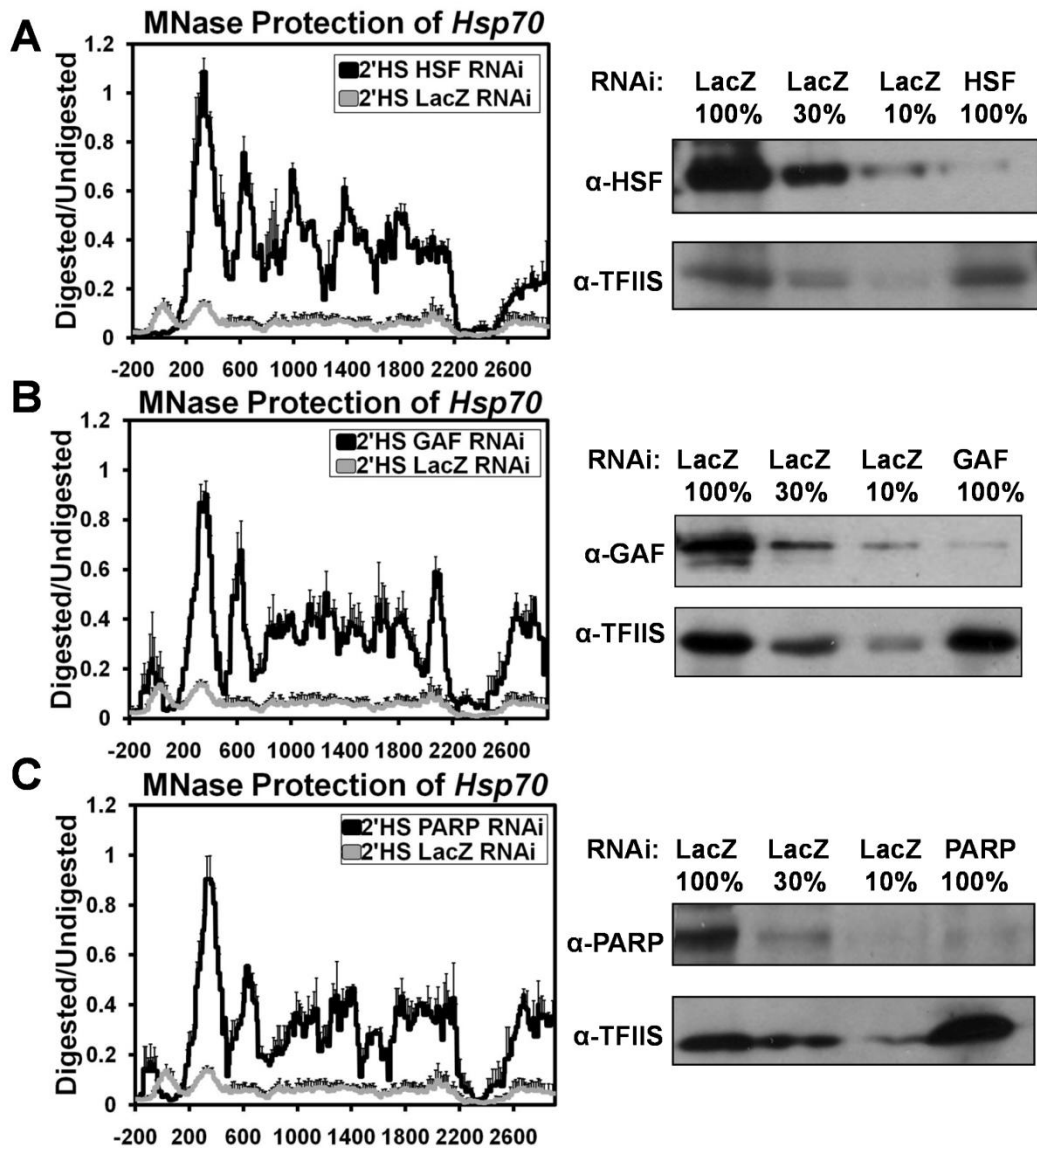 A
MNase Protection of Hsp70
Digested/Undigested
1.2
1
0.8
0.6
0.4
0.2
0
2'HS HSF RNAi
2'HS LacZ RNAi
-200 200 600 1000 1400 1800 2200 2600
RNAi: LacZ LacZ LacZ HSF
100% 30% 10% 100%
α-HSF
α-TFIIS
B
MNase Protection of Hsp70
Digested/Undigested
1.2
1
0.8
0.6
0.4
0.2
0
2'HS GAF RNAi
2'HS LacZ RNAi
-200 200 600 1000 1400 1800 2200 2600
RNAi: LacZ LacZ LacZ GAF
100% 30% 10% 100%
α-GAF
α-TFIIS
C
MNase Protection of Hsp70
Digested/Undigested
1.2
1
0.8
0.6
0.4
0.2
0
2'HS PARP RNAi
2'HS LacZ RNAi
-200 200 600 1000 1400 1800 2200 2600
RNAi: LacZ LacZ LacZ PARP
100% 30% 10% 100%
α-PARP
α-TFIIS